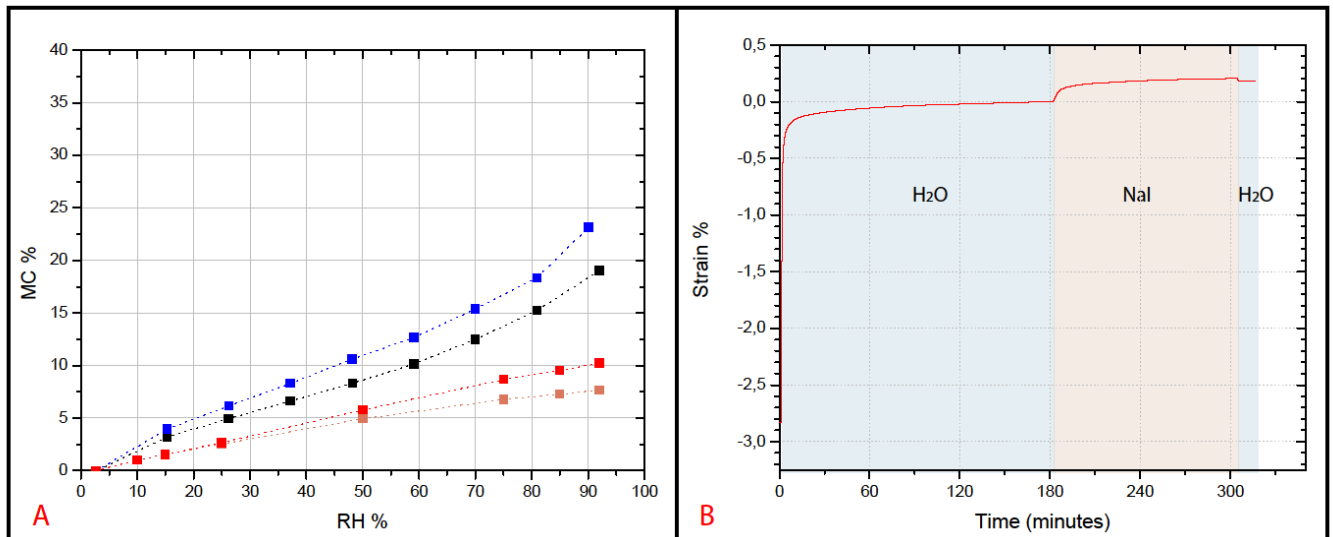 40
35
30
25
20
15
10
5
0
MC %
0 10 20 30 40 50 60 70 80 90 100
RH %
A
0,5
0,0
-0,5
-1,0
-1,5
-2,0
-2,5
-3,0
Strain %
H₂O
NaI
H₂O
0 60 120 180 240 300
Time (minutes)
B